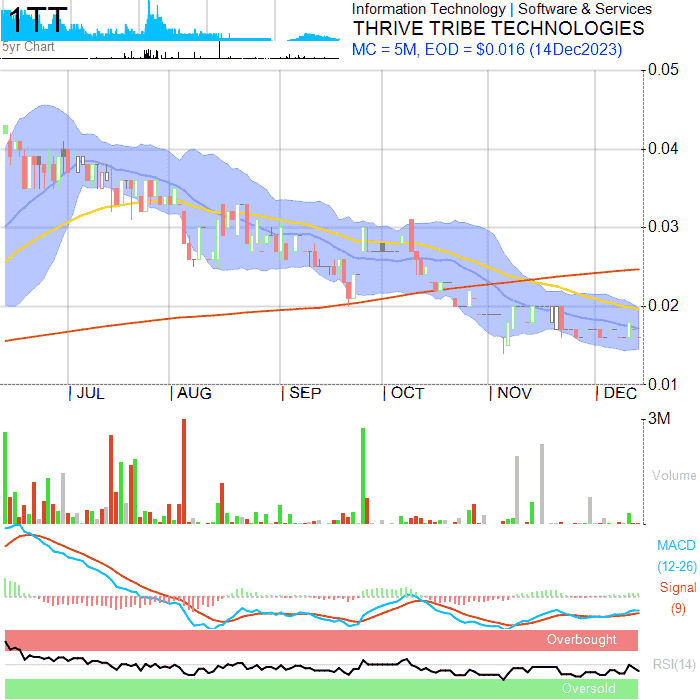 1TT
5yr Chart
Information Technology | Software & Services
THRIVE TRIBE TECHNOLOGIES
MC = 5M, EOD = $0.016 (14Dec2023)
0.05
0.04
0.03
0.02
0.01
JUL AUG SEP OCT NOV DEC
3M
Volume
MACD
(12-26)
Signal
(9)
Overbought
RSI(14)
Oversold